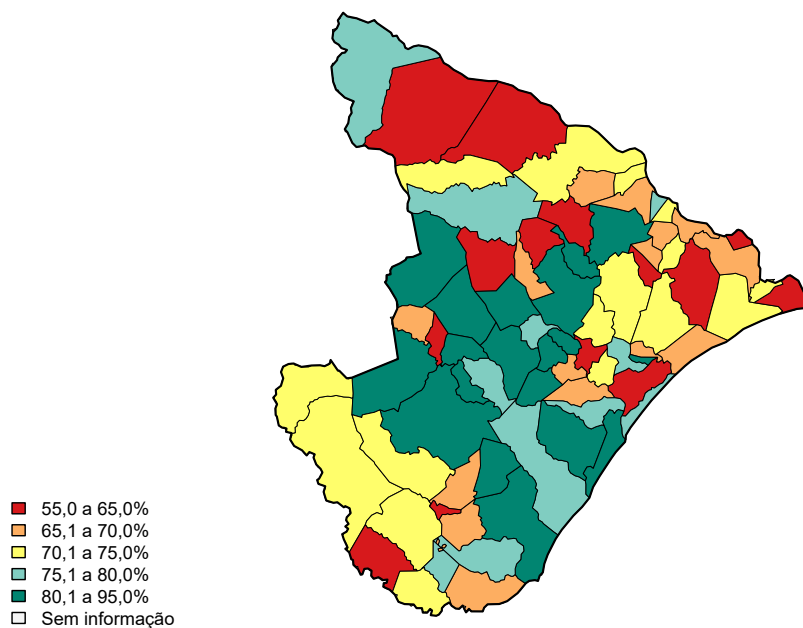 55,0 a 65,0%
65,1 a 70,0%
70,1 a 75,0%
75,1 a 80,0%
80,1 a 95,0%
Sem informação